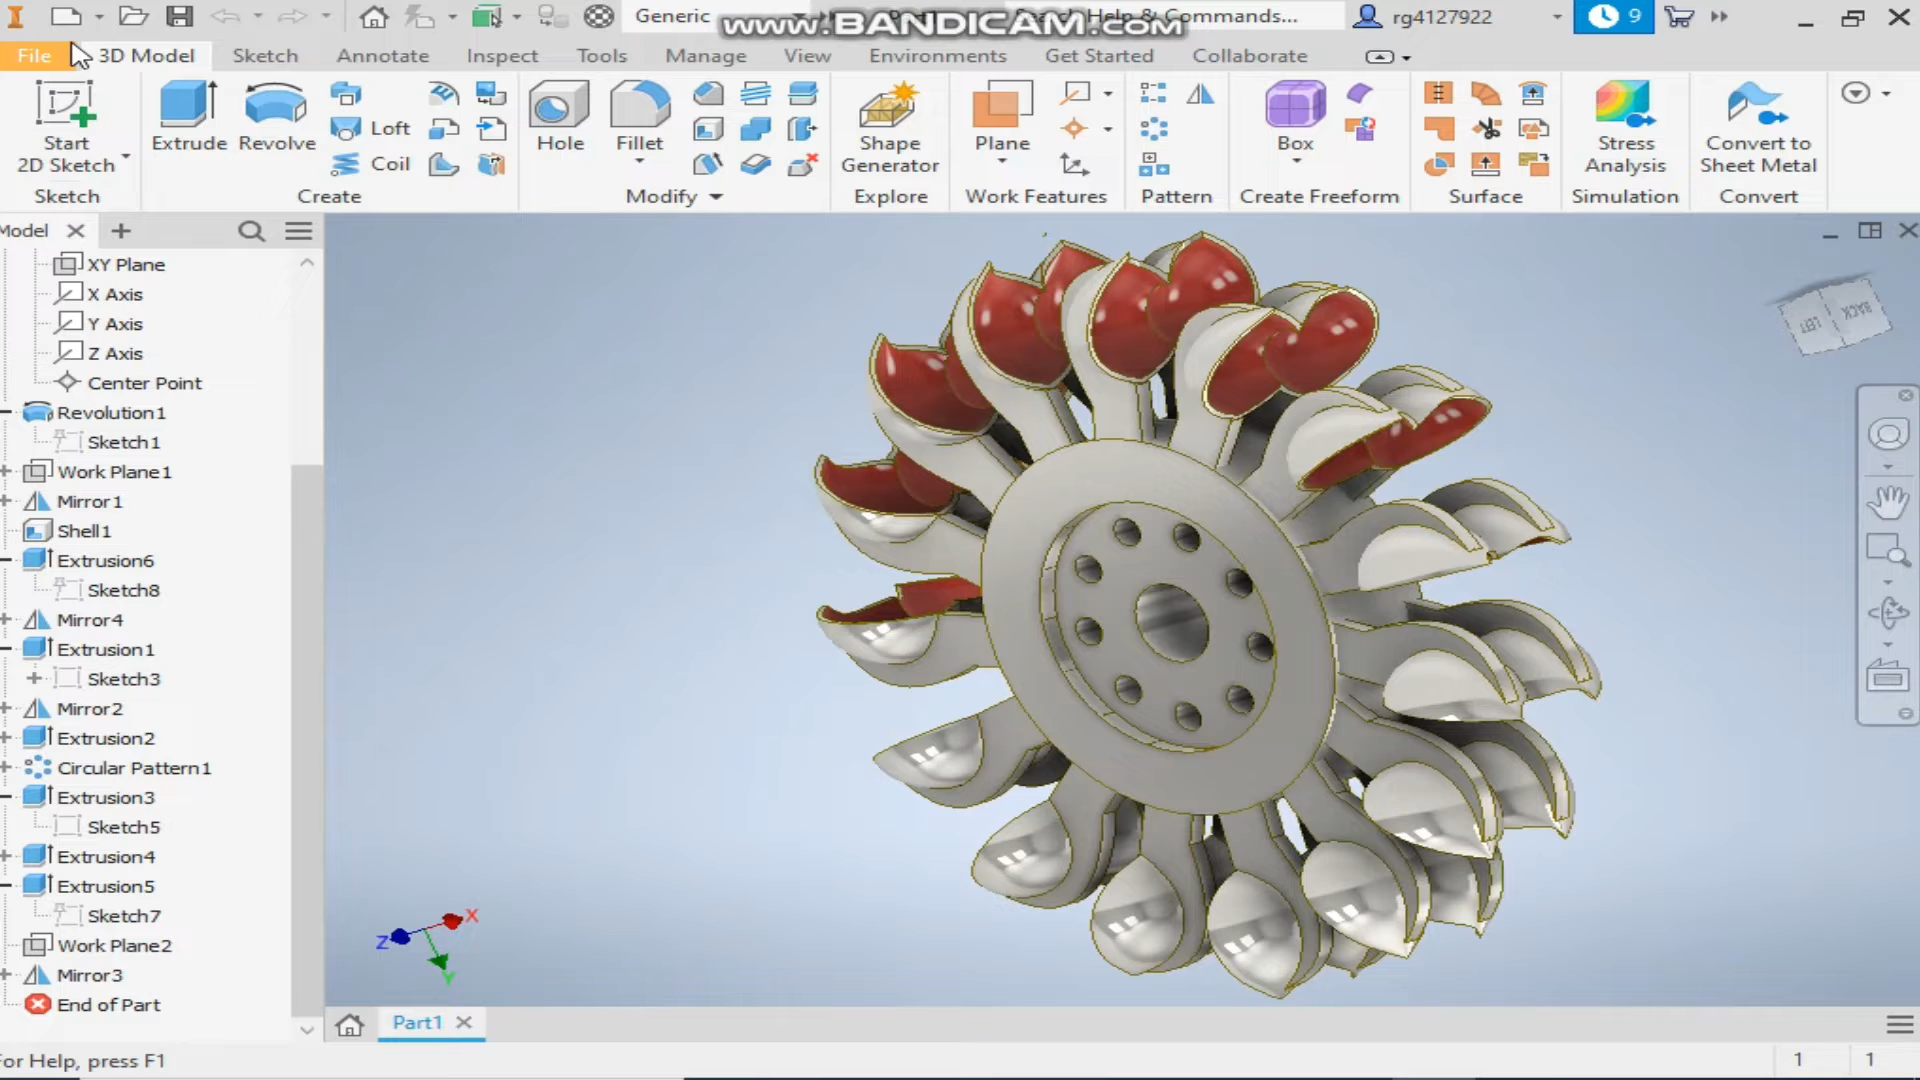 Generic
www.BANDICAM.com
Search Help & Commands...
rg4127922
9
File
3D Model
Sketch
Annotate
Inspect
Tools
Manage
View
Environments
Get Started
Collaborate
Start
2D Sketch
Extrude
Revolve
Loft
Coil
Hole
Fillet
Shape
Generator
Plane
Box
Stress
Analysis
Convert to
Sheet Metal
Sketch
Create
Modify
Explore
Work Features
Pattern
Create Freeform
Surface
Simulation
Convert
Model
XY Plane
X Axis
Y Axis
Z Axis
Center Point
Revolution1
Sketch1
Work Plane1
Mirror1
Shell1
Extrusion6
Sketch8
Mirror4
Extrusion1
Sketch3
Mirror2
Extrusion2
Circular Pattern1
Extrusion3
Sketch5
Extrusion4
Extrusion5
Sketch7
Work Plane2
Mirror3
End of Part
LEFT
BACK
X
Z
Y
Part1
For Help, press F1
1
1